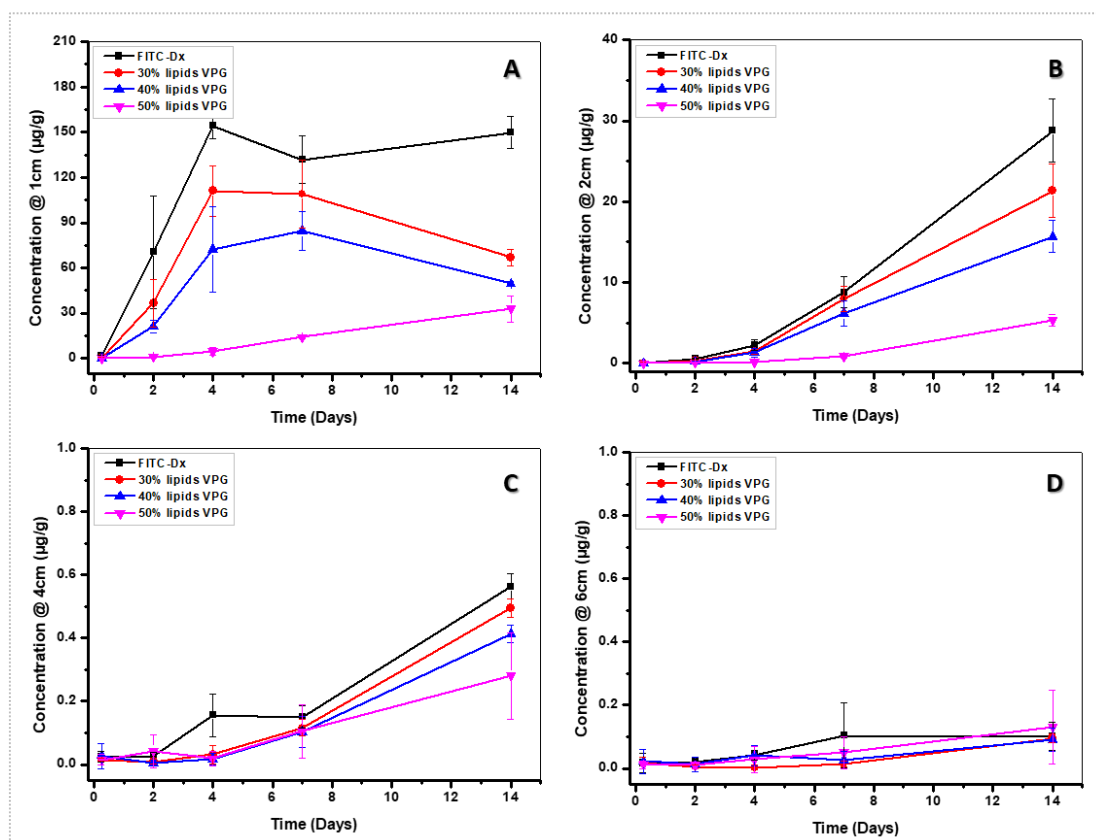 A
FITC-Dx
30% lipids VPG
40% lipids VPG
50% lipids VPG
Concentration @ 1cm (µg/g)
210
180
150
120
90
60
30
0
0 2 4 6 8 10 12 14
Time (Days)
B
FITC-Dx
30% lipids VPG
40% lipids VPG
50% lipids VPG
Concentration @ 2cm (µg/g)
40
30
20
10
0
0 2 4 6 8 10 12 14
Time (Days)
C
FITC-Dx
30% lipids VPG
40% lipids VPG
50% lipids VPG
Concentration @ 4cm (µg/g)
1.0
0.8
0.6
0.4
0.2
0.0
0 2 4 6 8 10 12 14
Time (Days)
D
FITC-Dx
30% lipids VPG
40% lipids VPG
50% lipids VPG
Concentration @ 6cm (µg/g)
1.0
0.8
0.6
0.4
0.2
0.0
0 2 4 6 8 10 12 14
Time (Days)